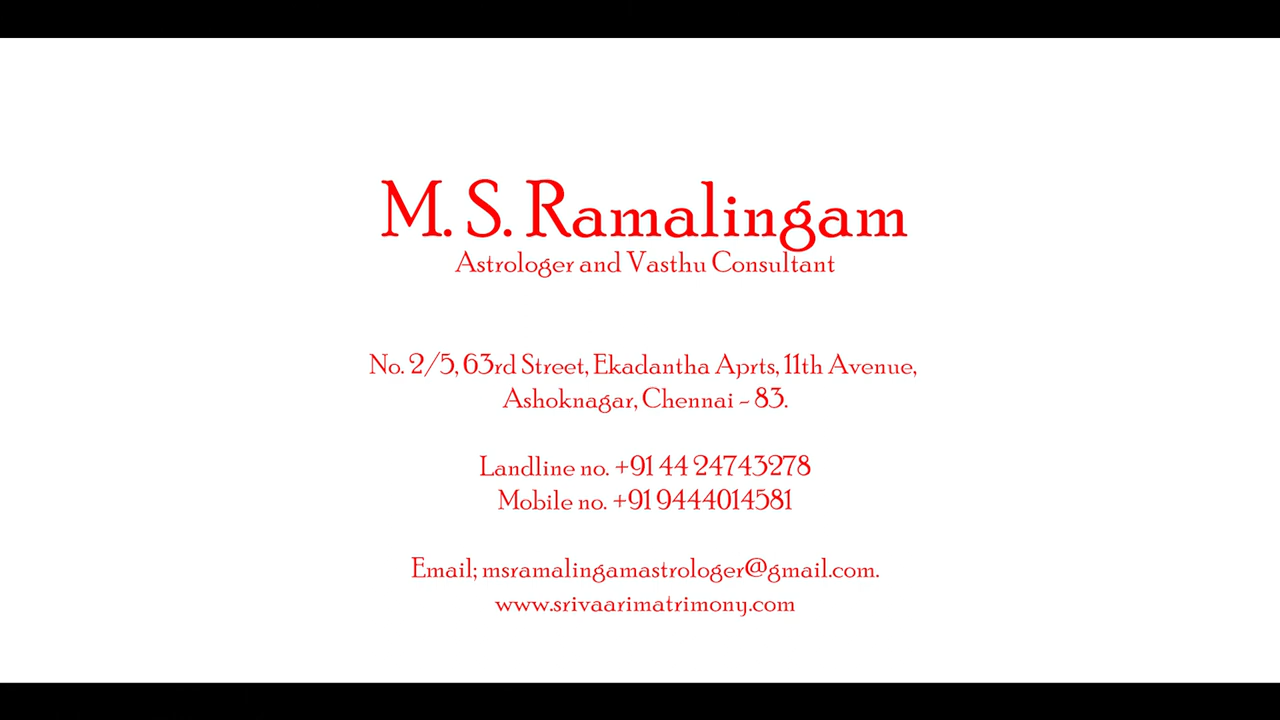 M. S. Ramalingam
Astrologer and Vasthu Consultant
No. 2/5, 63rd Street, Ekadantha Aprts, 11th Avenue,
Ashoknagar, Chennai - 83.
Landline no. +91 44 24743278
Mobile no. +91 9444014581
Email; msramalingamastrologer@gmail.com.
www.srivaarimatrimony.com